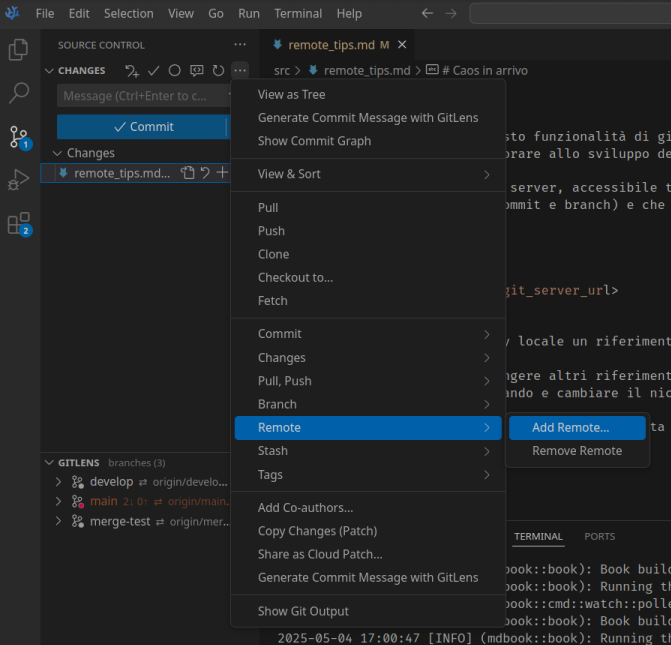 File Edit Selection View Go Run Terminal Help
SOURCE CONTROL
CHANGES
Message (Ctrl+Enter to c...
Commit
Changes
remote_tips.md...
1
2
GITLENS branches (3)
develop ⇄ origin/develo...
main 2↓ 0↑ ⇄ origin/main.
merge-test ⇄ origin/mer...
View as Tree
Generate Commit Message with GitLens
Show Commit Graph
View & Sort
Pull
Push
Clone
Checkout to...
Fetch
Commit
Changes
Pull, Push
Branch
Remote
Stash
Tags
Add Co-authors...
Copy Changes (Patch)
Share as Cloud Patch...
Generate Commit Message with GitLens
Show Git Output
Add Remote...
Remove Remote
remote_tips.md M
src > remote_tips.md > # Caos in arrivo
sto funzionalità di gi
orare allo sviluppo de
server, accessibile t
ommit e branch) e che
git_server_url>
y locale un riferiment
ngere altri riferiment
ando e cambiare il nic
ta
TERMINAL PORTS
book::book): Book buil
book::book): Running th
book::cmd::watch::polle
book::book): Book buil
2025-05-04 17:00:47 [INFO] (mdbook::book): Running th